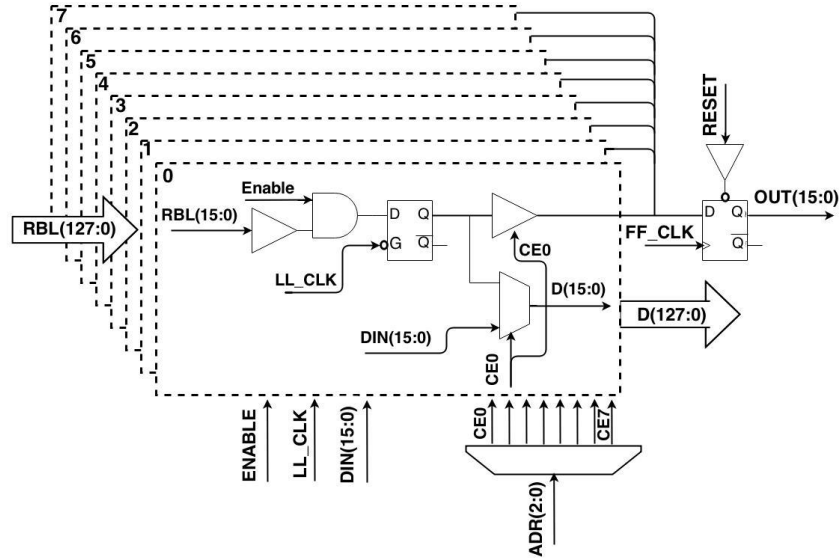 7
6
5
4
3
2
1
0
RESET
Enable
RBL(15:0)
D Q
G Q
LL_CLK
RBL(127:0)
CE0
D Q
Q
OUT(15:0)
FF_CLK
D(15:0)
DIN(15:0)
CE0
D(127:0)
ENABLE
LL_CLK
DIN(15:0)
CE0
CE7
ADR(2:0)